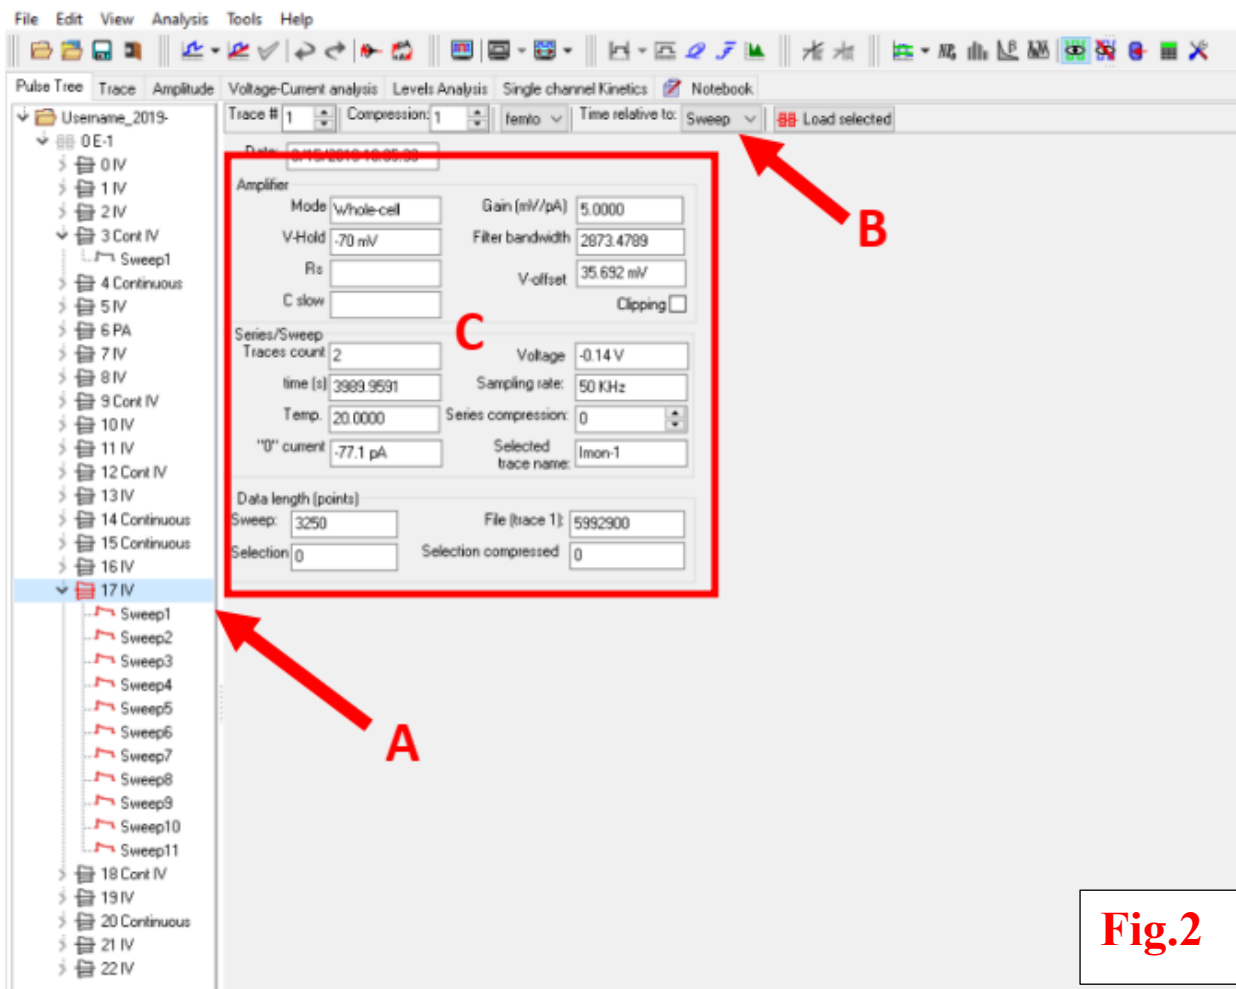 File Edit View Analysis Tools Help
Pulse Tree Trace Amplitude Voltage-Current analysis Levels Analysis Single channel Kinetics Notebook
Username_2019-
0 E-1
0 IV
1 IV
2 IV
3 Cont IV
Sweep1
4 Continuous
5 IV
6 PA
7 IV
8 IV
9 Cont IV
10 IV
11 IV
12 Cont IV
13 IV
14 Continuous
15 Continuous
16 IV
17 IV
Sweep1
Sweep2
Sweep3
Sweep4
Sweep5
Sweep6
Sweep7
Sweep8
Sweep9
Sweep10
Sweep11
18 Cont IV
19 IV
20 Continuous
21 IV
22 IV
Trace # 1 Compression: 1 femto Time relative to: Sweep Load selected
Date:
Amplifier
Mode Whole-cell Gain (mV/pA) 5.0000
V-Hold -70 mV Filter bandwidth 2873.4789
Rs V-offset 35.692 mV
C slow Clipping
Series/Sweep
Traces count 2 Voltage -0.14 V
time (s) 3989.9591 Sampling rate: 50 KHz
Temp. 20.0000 Series compression: 0
"0" current -77.1 pA Selected trace name: Imon-1
Data length (points)
Sweep: 3250 File (trace 1): 5992900
Selection 0 Selection compressed 0
A
B
C
Fig.2